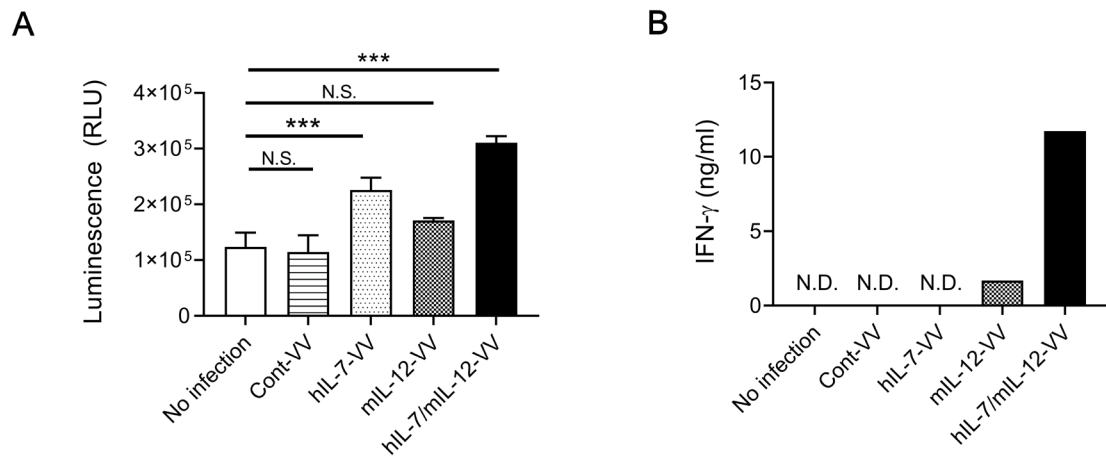 A
Luminescence (RLU)
4×10⁵
3×10⁵
2×10⁵
1×10⁵
0
***
N.S.
***
N.S.
No infection
Cont-VV
hIL-7-VV
mIL-12-VV
hIL-7/mIL-12-VV
B
IFN-γ (ng/ml)
15
10
5
0
N.D.
N.D.
N.D.
No infection
Cont-VV
hIL-7-VV
mIL-12-VV
hIL-7/mIL-12-VV